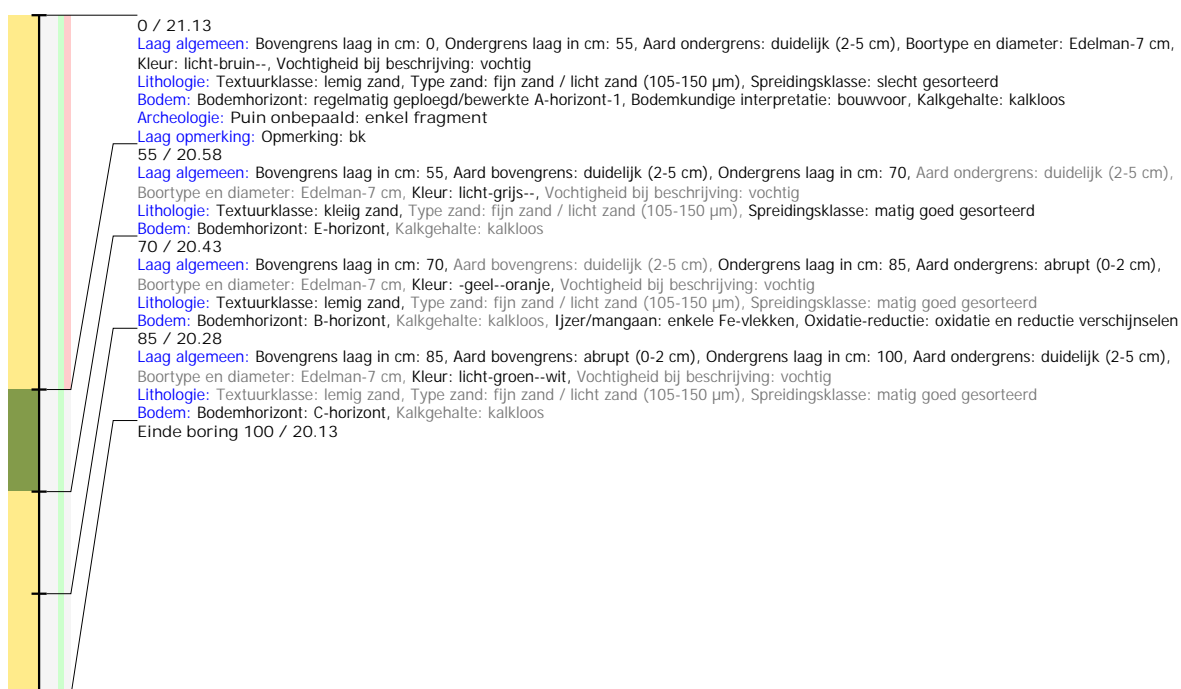 0 / 21.13
Laag algemeen: Bovengrens laag in cm: 0, Ondergrens laag in cm: 55, Aard ondergrens: duidelijk (2-5 cm), Boortype en diameter: Edelman-7 cm,
Kleur: licht-bruin--, Vochtigheid bij beschrijving: vochtig
Lithologie: Textuurklasse: lemig zand, Type zand: fijn zand / licht zand (105-150 µm), Spreidingsklasse: slecht gesorteerd
Bodem: Bodemhorizont: regelmatig geploegd/bewerkte A-horizont-1, Bodemkundige interpretatie: bouwvoor, Kalkgehalte: kalkloos
Archeologie: Puin onbepaald: enkel fragment
Laag opmerking: Opmerking: bk
55 / 20.58
Laag algemeen: Bovengrens laag in cm: 55, Aard bovengrens: duidelijk (2-5 cm), Ondergrens laag in cm: 70, Aard ondergrens: duidelijk (2-5 cm),
Boortype en diameter: Edelman-7 cm, Kleur: licht-grijs--, Vochtigheid bij beschrijving: vochtig
Lithologie: Textuurklasse: kleiig zand, Type zand: fijn zand / licht zand (105-150 µm), Spreidingsklasse: matig goed gesorteerd
Bodem: Bodemhorizont: E-horizont, Kalkgehalte: kalkloos
70 / 20.43
Laag algemeen: Bovengrens laag in cm: 70, Aard bovengrens: duidelijk (2-5 cm), Ondergrens laag in cm: 85, Aard ondergrens: abrupt (0-2 cm),
Boortype en diameter: Edelman-7 cm, Kleur: -geel--oranje, Vochtigheid bij beschrijving: vochtig
Lithologie: Textuurklasse: lemig zand, Type zand: fijn zand / licht zand (105-150 µm), Spreidingsklasse: matig goed gesorteerd
Bodem: Bodemhorizont: B-horizont, Kalkgehalte: kalkloos, Ijzer/mangaan: enkele Fe-vlekken, Oxidatie-reductie: oxidatie en reductie verschijnselen
85 / 20.28
Laag algemeen: Bovengrens laag in cm: 85, Aard bovengrens: abrupt (0-2 cm), Ondergrens laag in cm: 100, Aard ondergrens: duidelijk (2-5 cm),
Boortype en diameter: Edelman-7 cm, Kleur: licht-groen--wit, Vochtigheid bij beschrijving: vochtig
Lithologie: Textuurklasse: lemig zand, Type zand: fijn zand / licht zand (105-150 µm), Spreidingsklasse: matig goed gesorteerd
Bodem: Bodemhorizont: C-horizont, Kalkgehalte: kalkloos
Einde boring 100 / 20.13